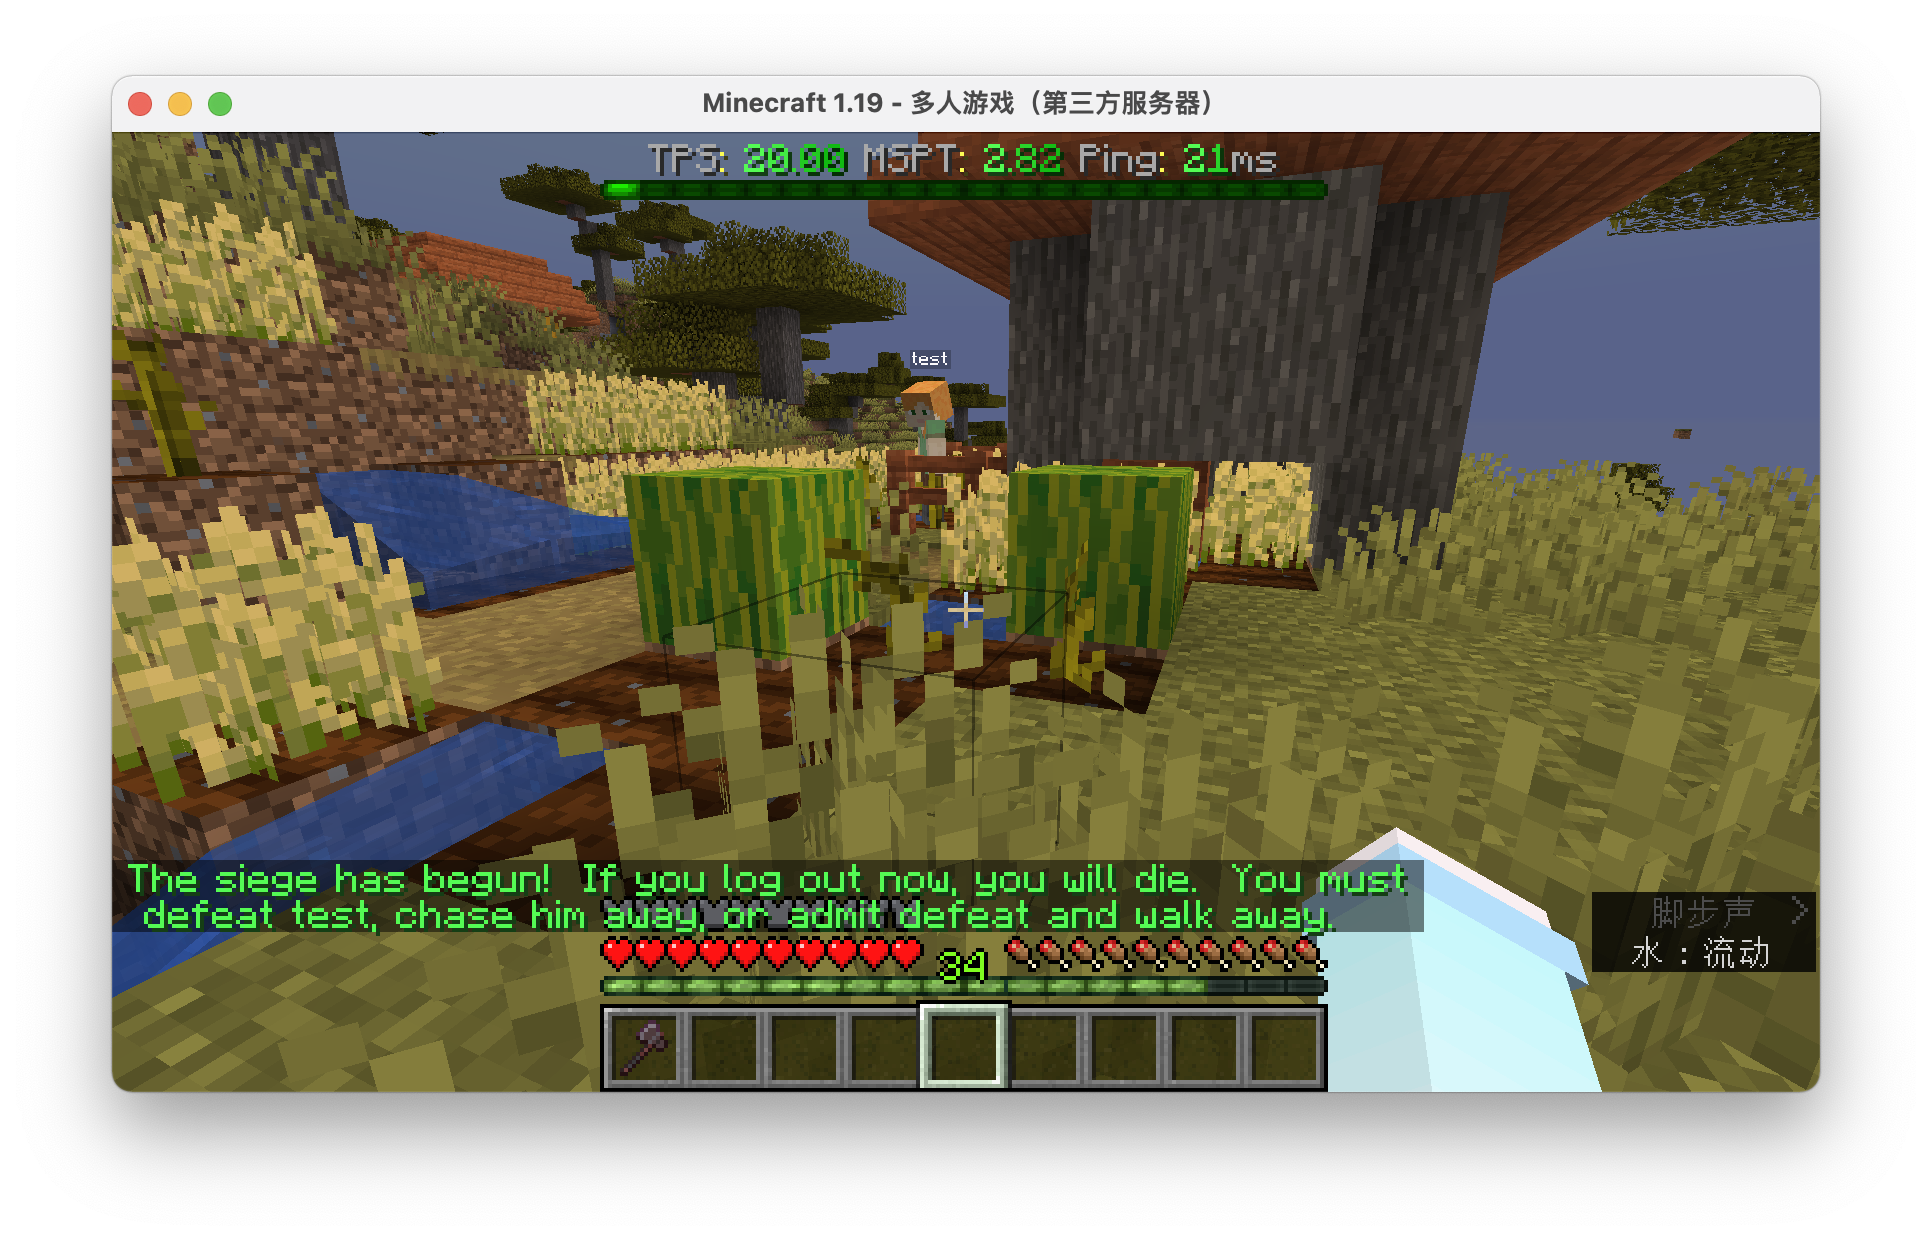 Minecraft 1.19 - 多人游戏（第三方服务器）
TPS: 20.00 MSPT: 2.82 Ping: 21ms
test
The siege has begun!  If you log out now, you will die.  You must
defeat test, chase him away, or admit defeat and walk away.
脚步声 >
水：流动
34